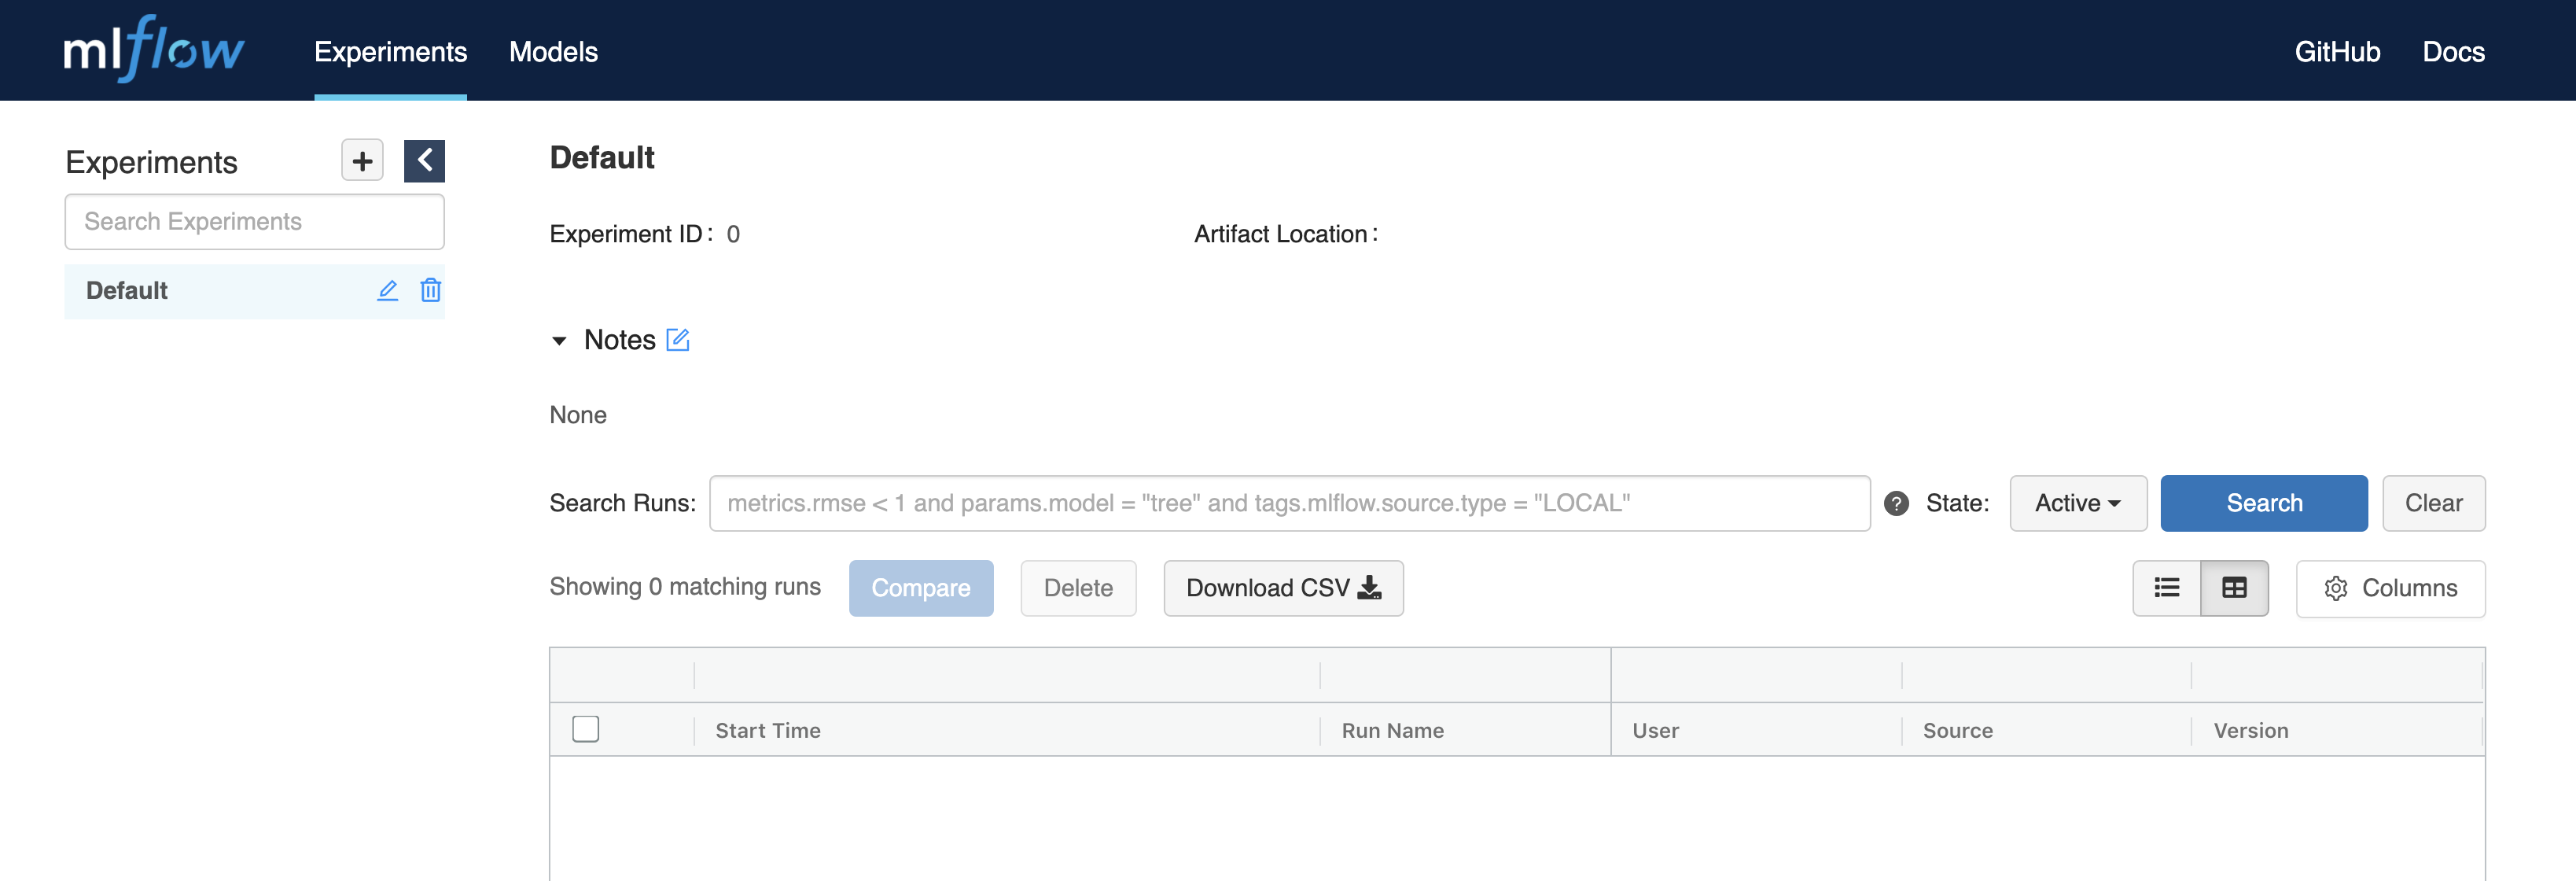 mlflow Experiments Models GitHub Docs
Experiments
Search Experiments
Default
Default
Experiment ID: 0 Artifact Location:
Notes
None
Search Runs: metrics.rmse < 1 and params.model = "tree" and tags.mlflow.source.type = "LOCAL" ? State: Active Search Clear
Showing 0 matching runs Compare Delete Download CSV Columns
Start Time Run Name User Source Version